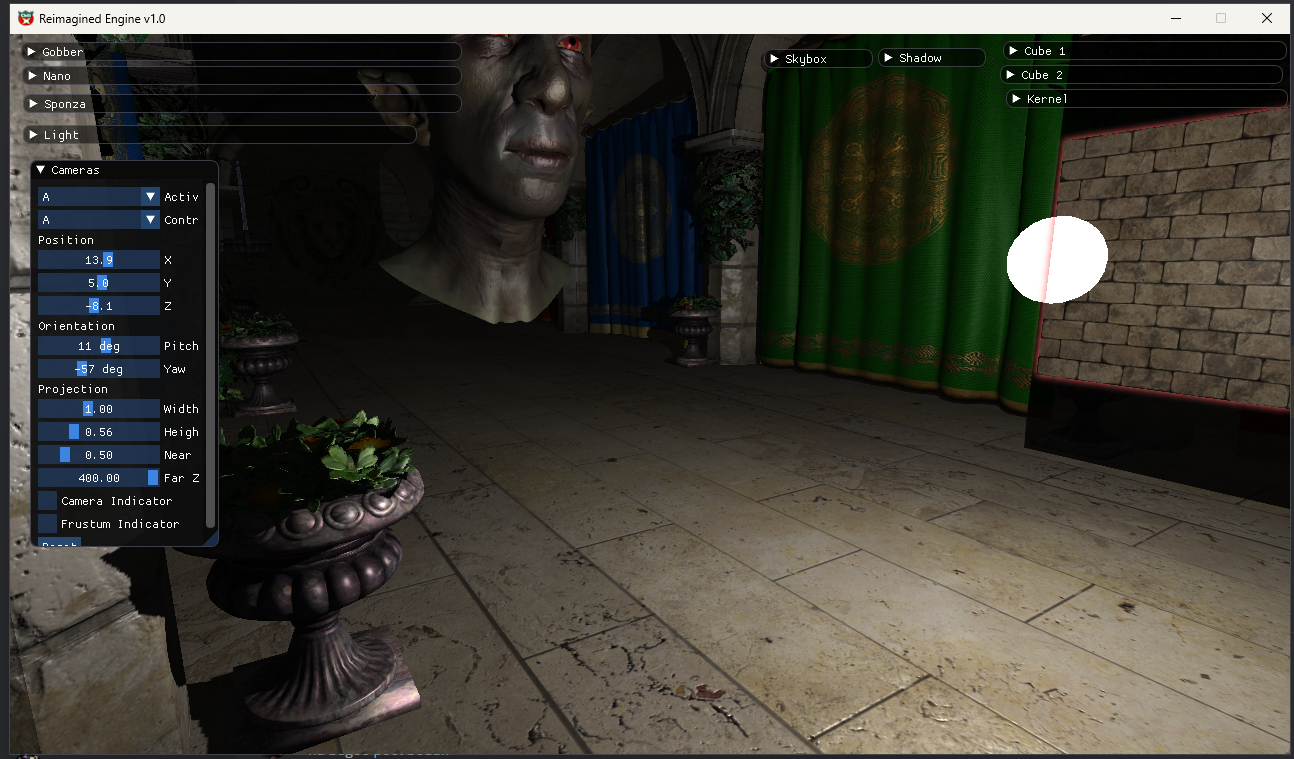 Reimagined Engine v1.0
Gobber
Nano
Sponza
Light
Skybox
Shadow
Cube 1
Cube 2
Kernel
Cameras
A Activ
A Contr
Position
13.9 X
5.0 Y
-8.1 Z
Orientation
11 deg Pitch
-57 deg Yaw
Projection
1.00 Width
0.56 Heigh
0.50 Near
400.00 Far Z
Camera Indicator
Frustum Indicator
Reset